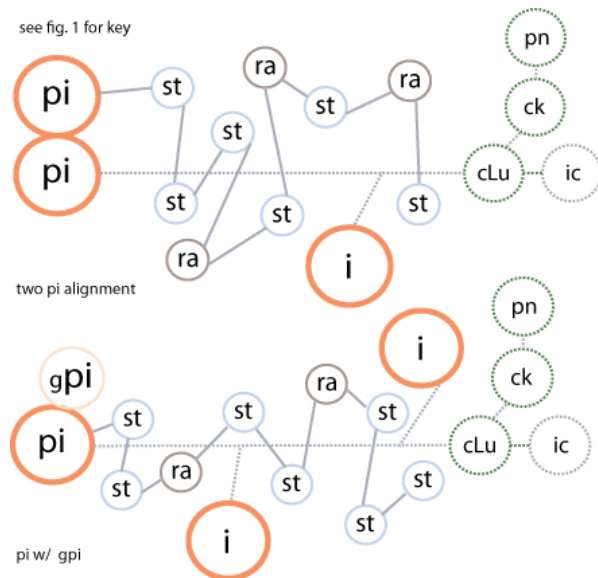 see fig. 1 for key
pn
ra
ra
pi
st
st
ck
st
pi
cLu
ic
st
st
st
ra
i
two pi alignment
pn
i
gpi
ra
ck
st
st
st
pi
cLu
ic
ra
st
st
st
st
i
pi w/ gpi